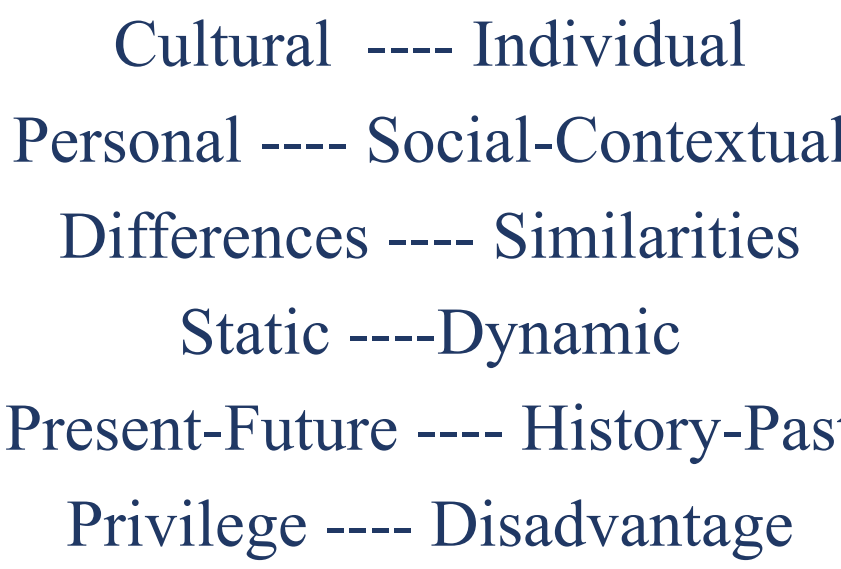 Cultural  ---- Individual
Personal ---- Social-Contextual
Differences ---- Similarities
Static ----Dynamic
Present-Future ---- History-Past
Privilege ---- Disadvantage